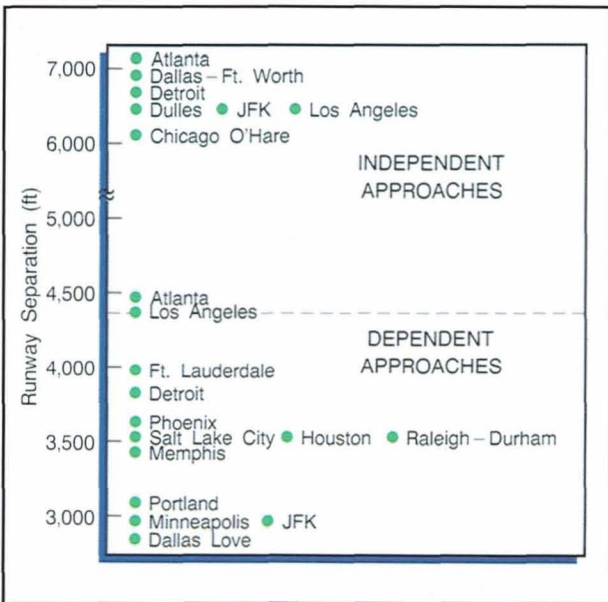 Runway Separation (ft)
7,000
6,000
5,000
4,500
4,000
3,500
3,000
Atlanta
Dallas – Ft. Worth
Detroit
Dulles JFK Los Angeles
Chicago O'Hare
INDEPENDENT
APPROACHES
Atlanta
Los Angeles
DEPENDENT
APPROACHES
Ft. Lauderdale
Detroit
Phoenix
Salt Lake City Houston Raleigh – Durham
Memphis
Portland
Minneapolis JFK
Dallas Love